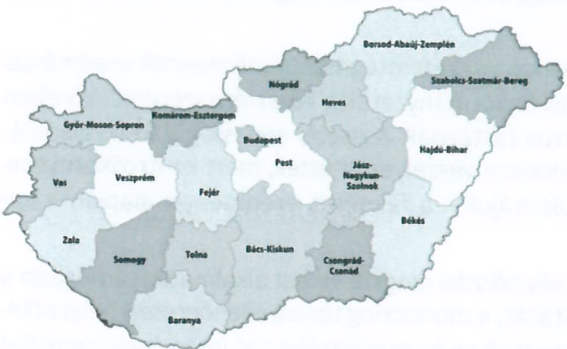 Borsod-Abaúj-Zemplén
Nógrád
Szabolcs-Szatmár-Bereg
Heves
Komárom-Esztergom
Győr-Moson-Sopron
Budapest
Hajdú-Bihar
Pest
Jász-
Nagykun-
Szolnok
Vas
Veszprém
Fejér
Békés
Zala
Somogy
Tolna
Bács-Kiskun
Csongrád-
Csanád
Baranya